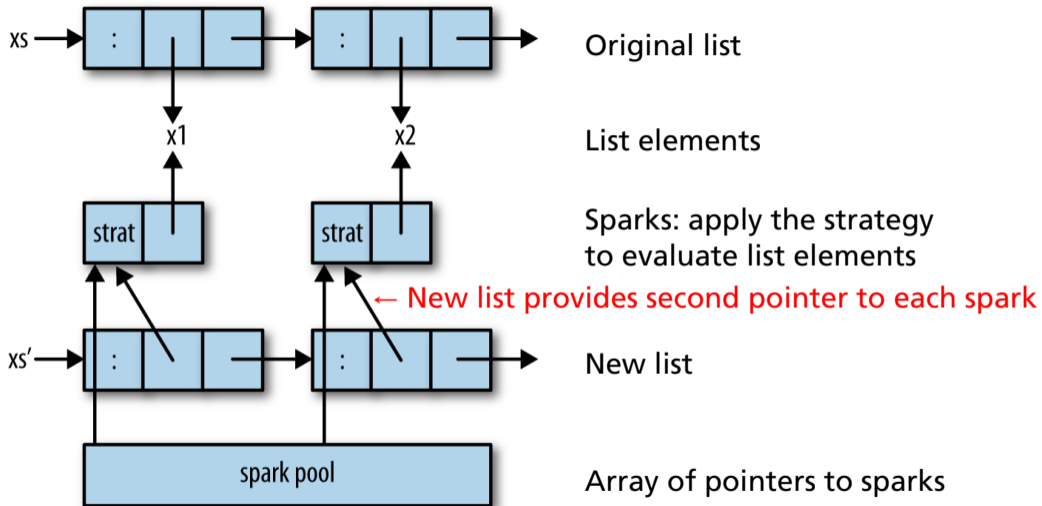 xs : : Original list
x1 x2 List elements
strat strat Sparks: apply the strategy
to evaluate list elements
← New list provides second pointer to each spark
xs′ : : New list
spark pool Array of pointers to sparks